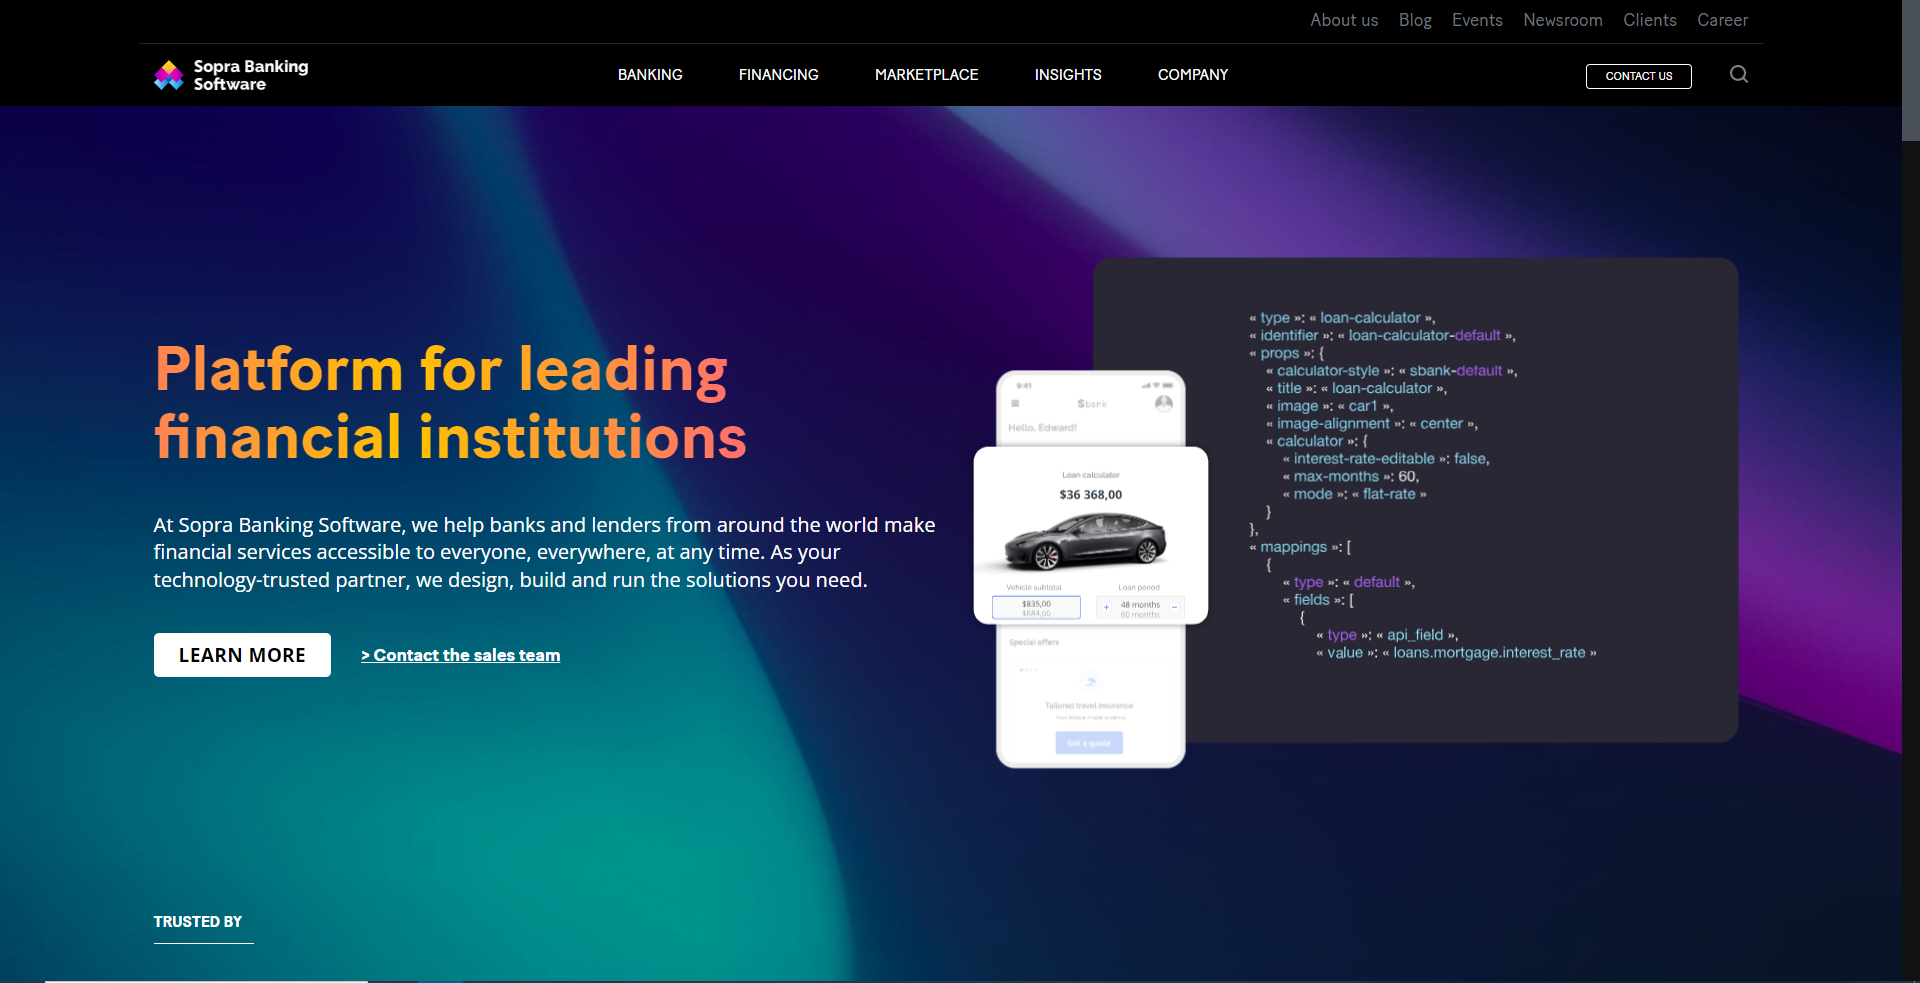 About us Blog Events Newsroom Clients Career
Sopra Banking
Software
BANKING FINANCING MARKETPLACE INSIGHTS COMPANY
CONTACT US
Platform for leading
financial institutions
At Sopra Banking Software, we help banks and lenders from around the world make
financial services accessible to everyone, everywhere, at any time. As your
technology-trusted partner, we design, build and run the solutions you need.
LEARN MORE > Contact the sales team
9:41
$bank
Hello, Edward!
Loan calculator
$36 368,00
Vehicle subtotal Loan period
$835,00 + 48 months −
$684,00 60 months
Special offers
Tailored travel insurance
Get a quote
« type »: « loan-calculator »,
« identifier »: « loan-calculator-default »,
« props »: {
« calculator-style »: « sbank-default »,
« title »: « loan-calculator »,
« image »: « car1 »,
« image-alignment »: « center »,
« calculator »: {
« interest-rate-editable »: false,
« max-months »: 60,
« mode »: « flat-rate »
}
},
« mappings »: [
{
« type »: « default »,
« fields »: [
{
« type »: « api_field »,
« value »: « loans.mortgage.interest_rate »
TRUSTED BY